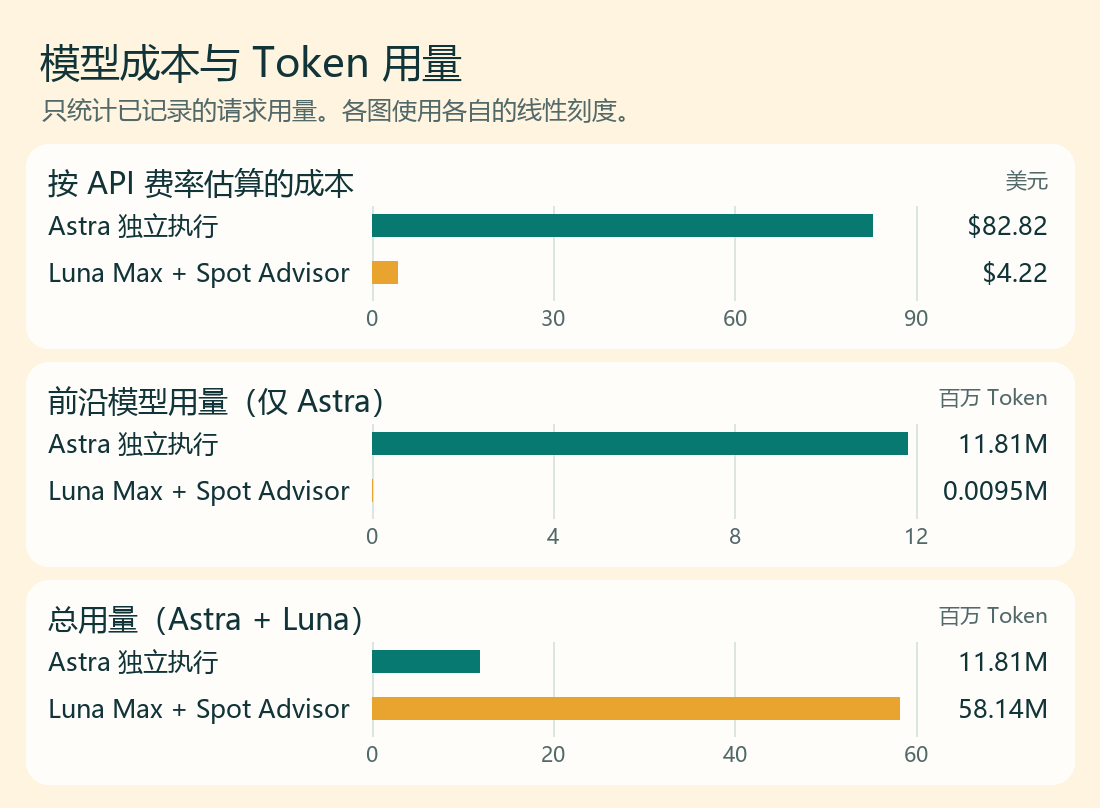 模型成本与 Token 用量
只统计已记录的请求用量。各图使用各自的线性刻度。
按 API 费率估算的成本 美元
Astra 独立执行 $82.82
Luna Max + Spot Advisor $4.22
0 30 60 90
前沿模型用量（仅 Astra） 百万 Token
Astra 独立执行 11.81M
Luna Max + Spot Advisor 0.0095M
0 4 8 12
总用量（Astra + Luna） 百万 Token
Astra 独立执行 11.81M
Luna Max + Spot Advisor 58.14M
0 20 40 60